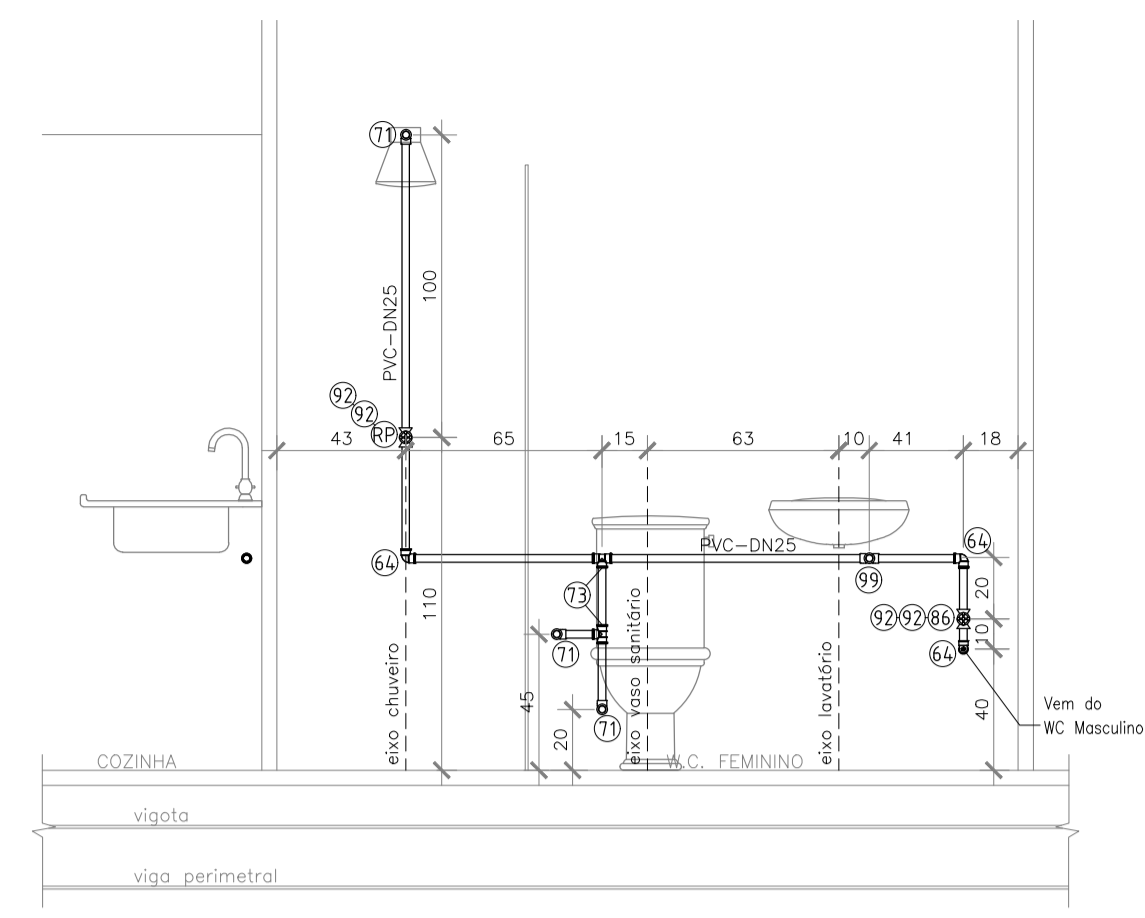 71
100
PVC-DN25
92
92
RP
43
65
15
63
10
41
18
64
PVC-DN25
64
99
20
73
92
92
86
10
71
64
110
45
40
71
20
eixo chuveiro
eixo vaso sanitário
eixo lavatório
Vem do
WC Masculino
COZINHA
W.C. FEMININO
vigota
viga perimetral